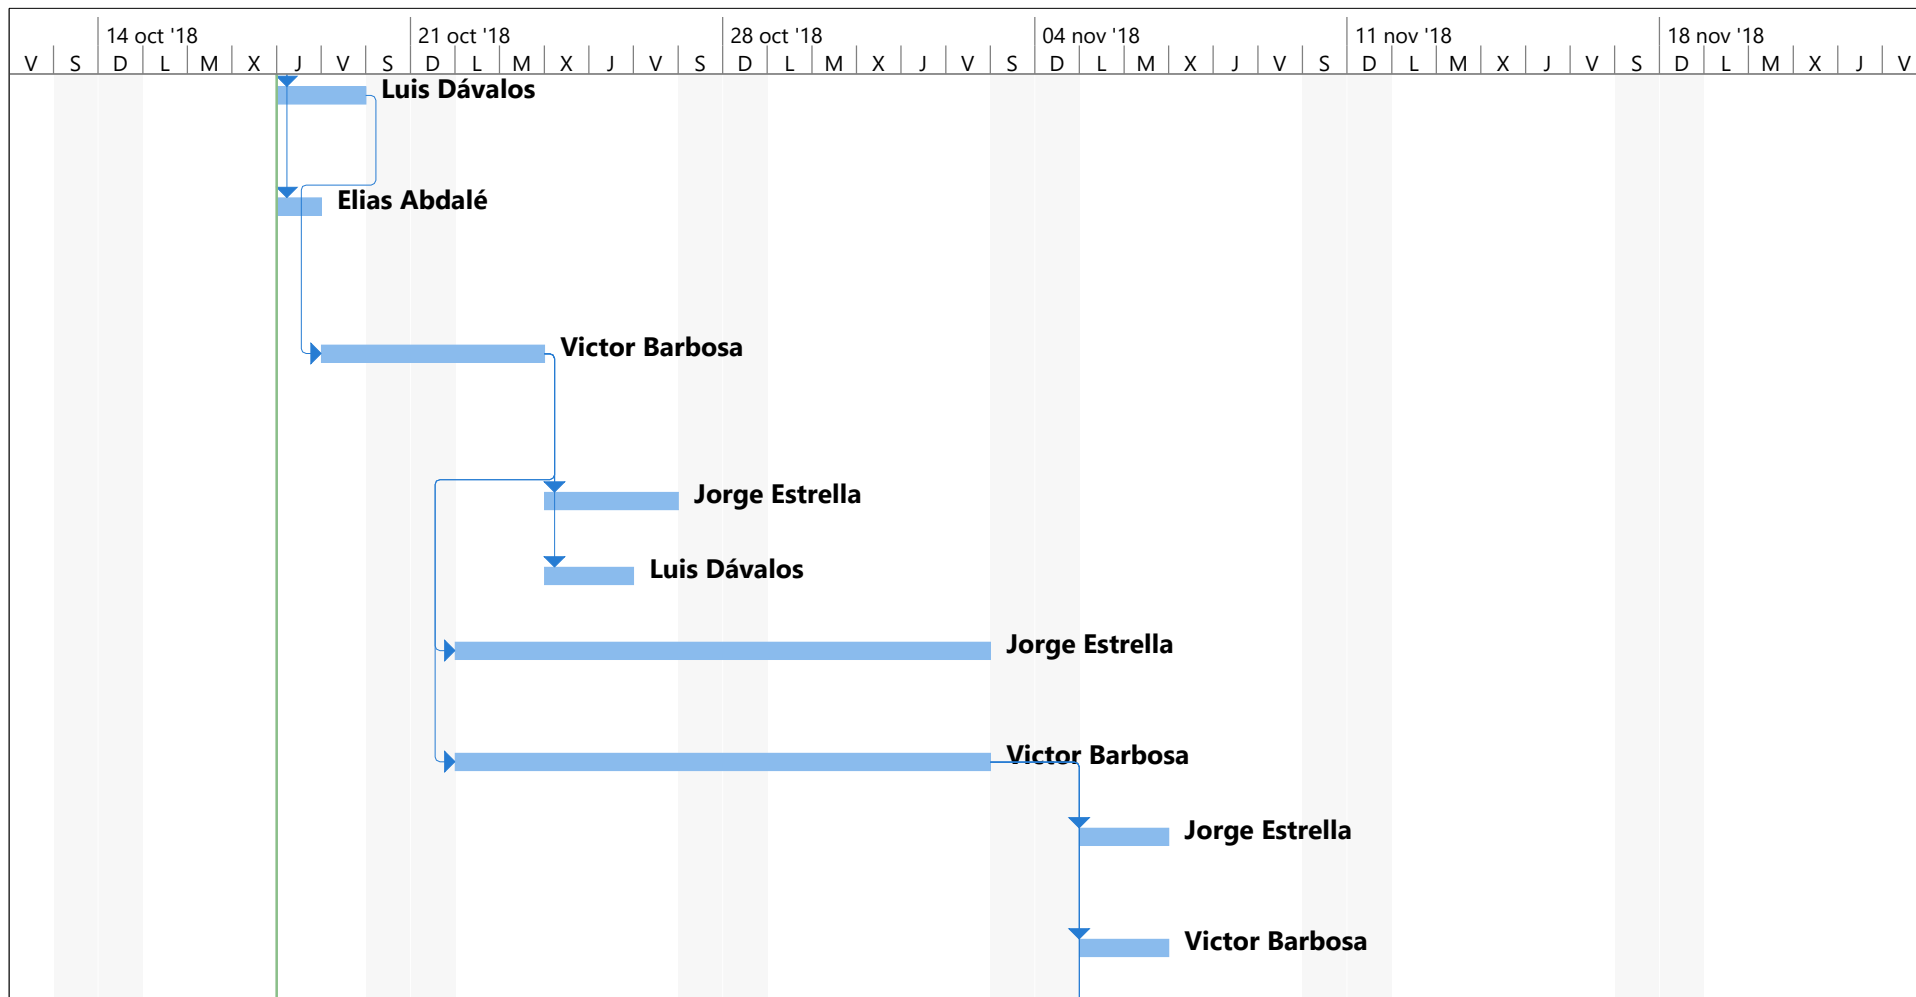 14 oct '18 21 oct '18 28 oct '18 04 nov '18 11 nov '18 18 nov '18
V S D L M X J V S D L M X J V S D L M X J V S D L M X J V S D L M X J V S D L M X J V
Luis Dávalos
Elias Abdalé
Victor Barbosa
Jorge Estrella
Luis Dávalos
Jorge Estrella
Victor Barbosa
Jorge Estrella
Victor Barbosa